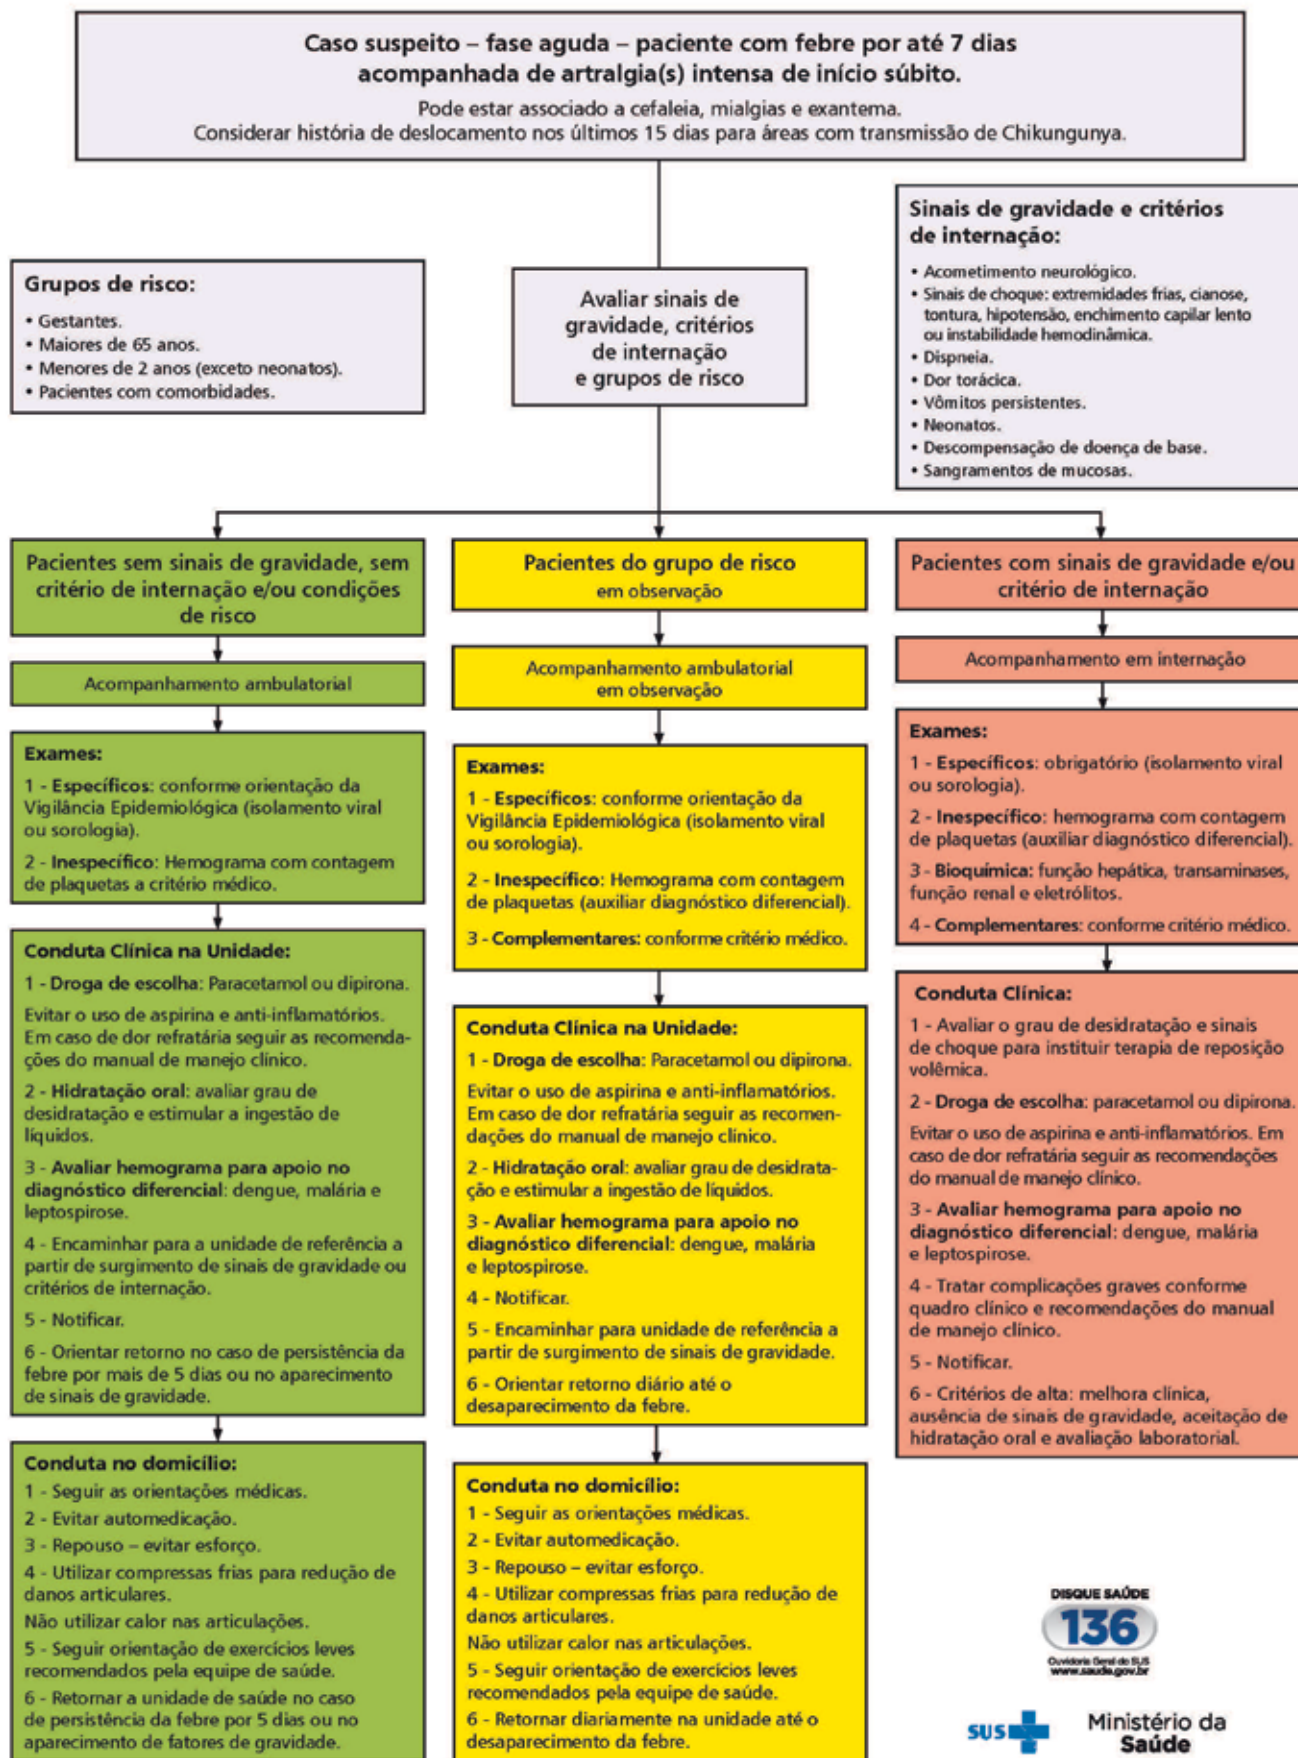 Caso suspeito – fase aguda – paciente com febre por até 7 dias
acompanhada de artralgia(s) intensa de início súbito.
Pode estar associado a cefaleia, mialgias e exantema.
Considerar história de deslocamento nos últimos 15 dias para áreas com transmissão de Chikungunya.
Grupos de risco:
• Gestantes.
• Maiores de 65 anos.
• Menores de 2 anos (exceto neonatos).
• Pacientes com comorbidades.
Avaliar sinais de
gravidade, critérios
de internação
e grupos de risco
Sinais de gravidade e critérios
de internação:
• Acometimento neurológico.
• Sinais de choque: extremidades frias, cianose,
tontura, hipotensão, enchimento capilar lento
ou instabilidade hemodinâmica.
• Dispneia.
• Dor torácica.
• Vômitos persistentes.
• Neonatos.
• Descompensação de doença de base.
• Sangramentos de mucosas.
Pacientes sem sinais de gravidade, sem
critério de internação e/ou condições
de risco
Acompanhamento ambulatorial
Exames:
1 - Específicos: conforme orientação da
Vigilância Epidemiológica (isolamento viral
ou sorologia).
2 - Inespecífico: Hemograma com contagem
de plaquetas a critério médico.
Conduta Clínica na Unidade:
1 - Droga de escolha: Paracetamol ou dipirona.
Evitar o uso de aspirina e anti-inflamatórios.
Em caso de dor refratária seguir as recomenda-
ções do manual de manejo clínico.
2 - Hidratação oral: avaliar grau de
desidratação e estimular a ingestão de
líquidos.
3 - Avaliar hemograma para apoio no
diagnóstico diferencial: dengue, malária e
leptospirose.
4 - Encaminhar para a unidade de referência a
partir de surgimento de sinais de gravidade ou
critérios de internação.
5 - Notificar.
6 - Orientar retorno no caso de persistência da
febre por mais de 5 dias ou no aparecimento
de sinais de gravidade.
Conduta no domicílio:
1 - Seguir as orientações médicas.
2 - Evitar automedicação.
3 - Repouso – evitar esforço.
4 - Utilizar compressas frias para redução de
danos articulares.
Não utilizar calor nas articulações.
5 - Seguir orientação de exercícios leves
recomendados pela equipe de saúde.
6 - Retornar a unidade de saúde no caso
de persistência da febre por 5 dias ou no
aparecimento de fatores de gravidade.
Pacientes do grupo de risco
em observação
Acompanhamento ambulatorial
em observação
Exames:
1 - Específicos: conforme orientação da
Vigilância Epidemiológica (isolamento viral
ou sorologia).
2 - Inespecífico: Hemograma com contagem
de plaquetas (auxiliar diagnóstico diferencial).
3 - Complementares: conforme critério médico.
Conduta Clínica na Unidade:
1 - Droga de escolha: Paracetamol ou dipirona.
Evitar o uso de aspirina e anti-inflamatórios.
Em caso de dor refratária seguir as recomen-
dações do manual de manejo clínico.
2 - Hidratação oral: avaliar grau de desidrata-
ção e estimular a ingestão de líquidos.
3 - Avaliar hemograma para apoio no
diagnóstico diferencial: dengue, malária
e leptospirose.
4 - Notificar.
5 - Encaminhar para unidade de referência a
partir de surgimento de sinais de gravidade.
6 - Orientar retorno diário até o
desaparecimento da febre.
Conduta no domicílio:
1 - Seguir as orientações médicas.
2 - Evitar automedicação.
3 - Repouso – evitar esforço.
4 - Utilizar compressas frias para redução de
danos articulares.
Não utilizar calor nas articulações.
5 - Seguir orientação de exercícios leves
recomendados pela equipe de saúde.
6 - Retornar diariamente na unidade até o
desaparecimento da febre.
Pacientes com sinais de gravidade e/ou
critério de internação
Acompanhamento em internação
Exames:
1 - Específicos: obrigatório (isolamento viral
ou sorologia).
2 - Inespecífico: hemograma com contagem
de plaquetas (auxiliar diagnóstico diferencial).
3 - Bioquímica: função hepática, transaminases,
função renal e eletrólitos.
4 - Complementares: conforme critério médico.
Conduta Clínica:
1 - Avaliar o grau de desidratação e sinais
de choque para instituir terapia de reposição
volêmica.
2 - Droga de escolha: paracetamol ou dipirona.
Evitar o uso de aspirina e anti-inflamatórios. Em
caso de dor refratária seguir as recomendações
do manual de manejo clínico.
3 - Avaliar hemograma para apoio no
diagnóstico diferencial: dengue, malária
e leptospirose.
4 - Tratar complicações graves conforme
quadro clínico e recomendações do manual
de manejo clínico.
5 - Notificar.
6 - Critérios de alta: melhora clínica,
ausência de sinais de gravidade, aceitação de
hidratação oral e avaliação laboratorial.
DISQUE SAÚDE
136
Ouvidoria Geral do SUS
www.saude.gov.br
SUS
Ministério da
Saúde